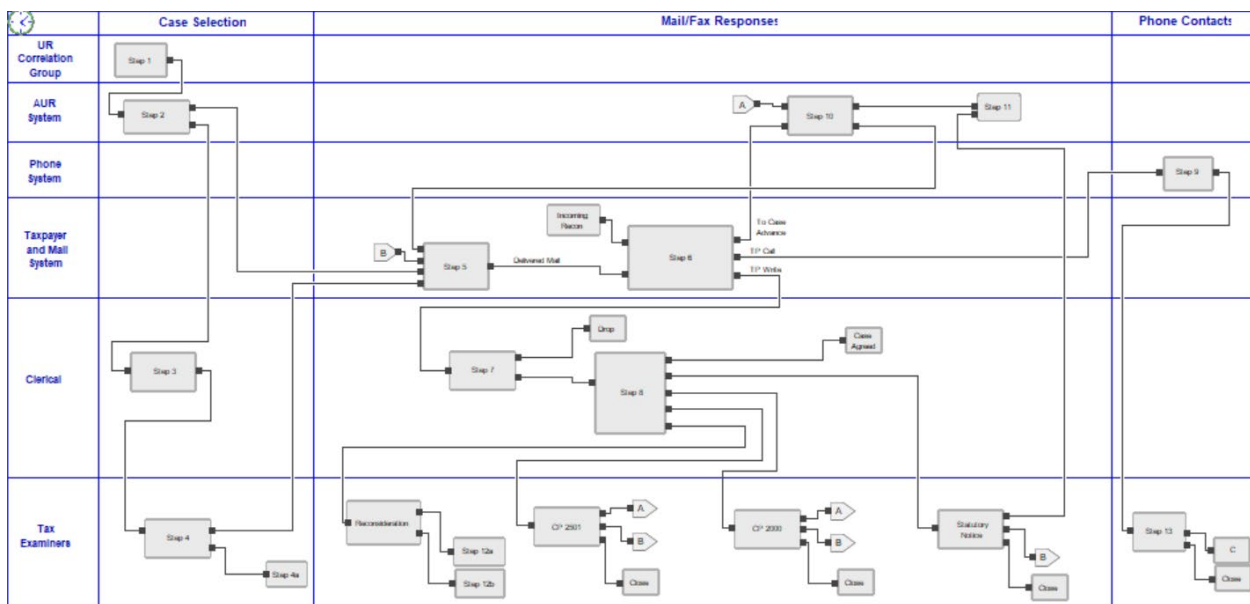 Case Selection
Mail/Fax Responses
Phone Contacts
UR
Correlation
Group
Step 1
AUR
System
Step 2
A
Step 10
Step 11
Phone
System
Step 9
Taxpayer
and Mail
System
Incoming
Recon
B
Step 5
Delivered Mail
Step 6
To Case
Advance
TP Call
TP Write
Clerical
Step 3
Step 7
Drop
Step 8
Case
Agreed
Tax
Examiners
Step 4
Step 4a
Reconsideration
Step 12a
Step 12b
CP 2501
A
B
Close
CP 2000
A
B
Close
Statutory
Notice
B
Close
Step 13
C
Close